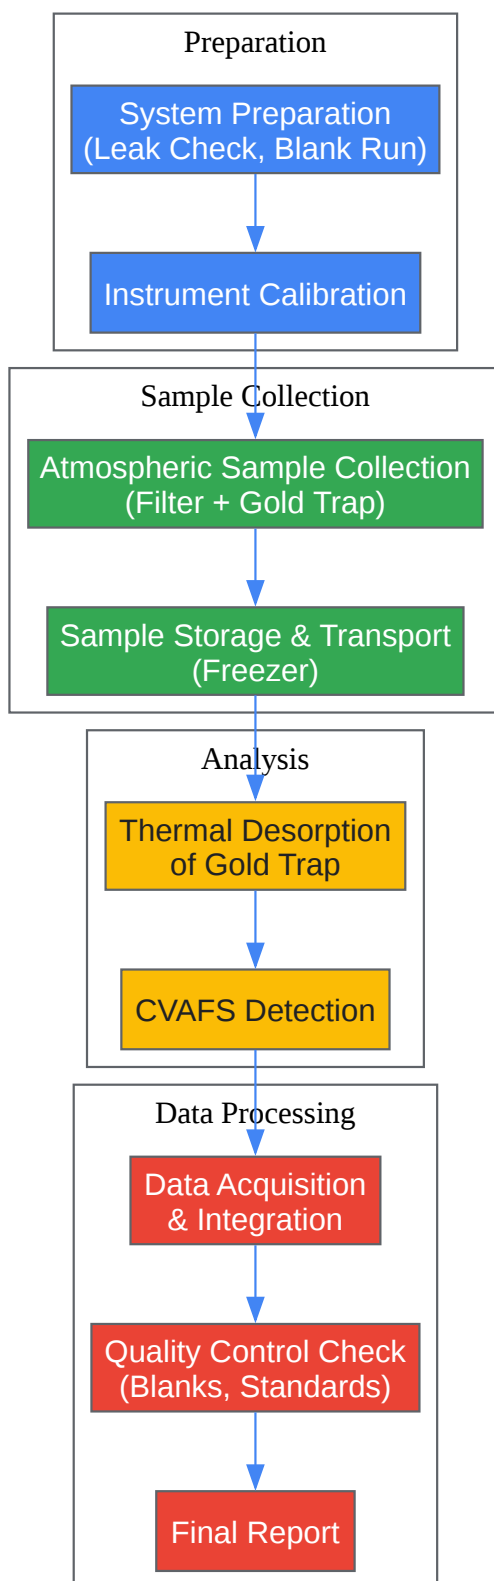 Preparation
System Preparation
(Leak Check, Blank Run)
Instrument Calibration
Sample Collection
Atmospheric Sample Collection
(Filter + Gold Trap)
Sample Storage & Transport
(Freezer)
Analysis
Thermal Desorption
of Gold Trap
CVAFS Detection
Data Processing
Data Acquisition
& Integration
Quality Control Check
(Blanks, Standards)
Final Report